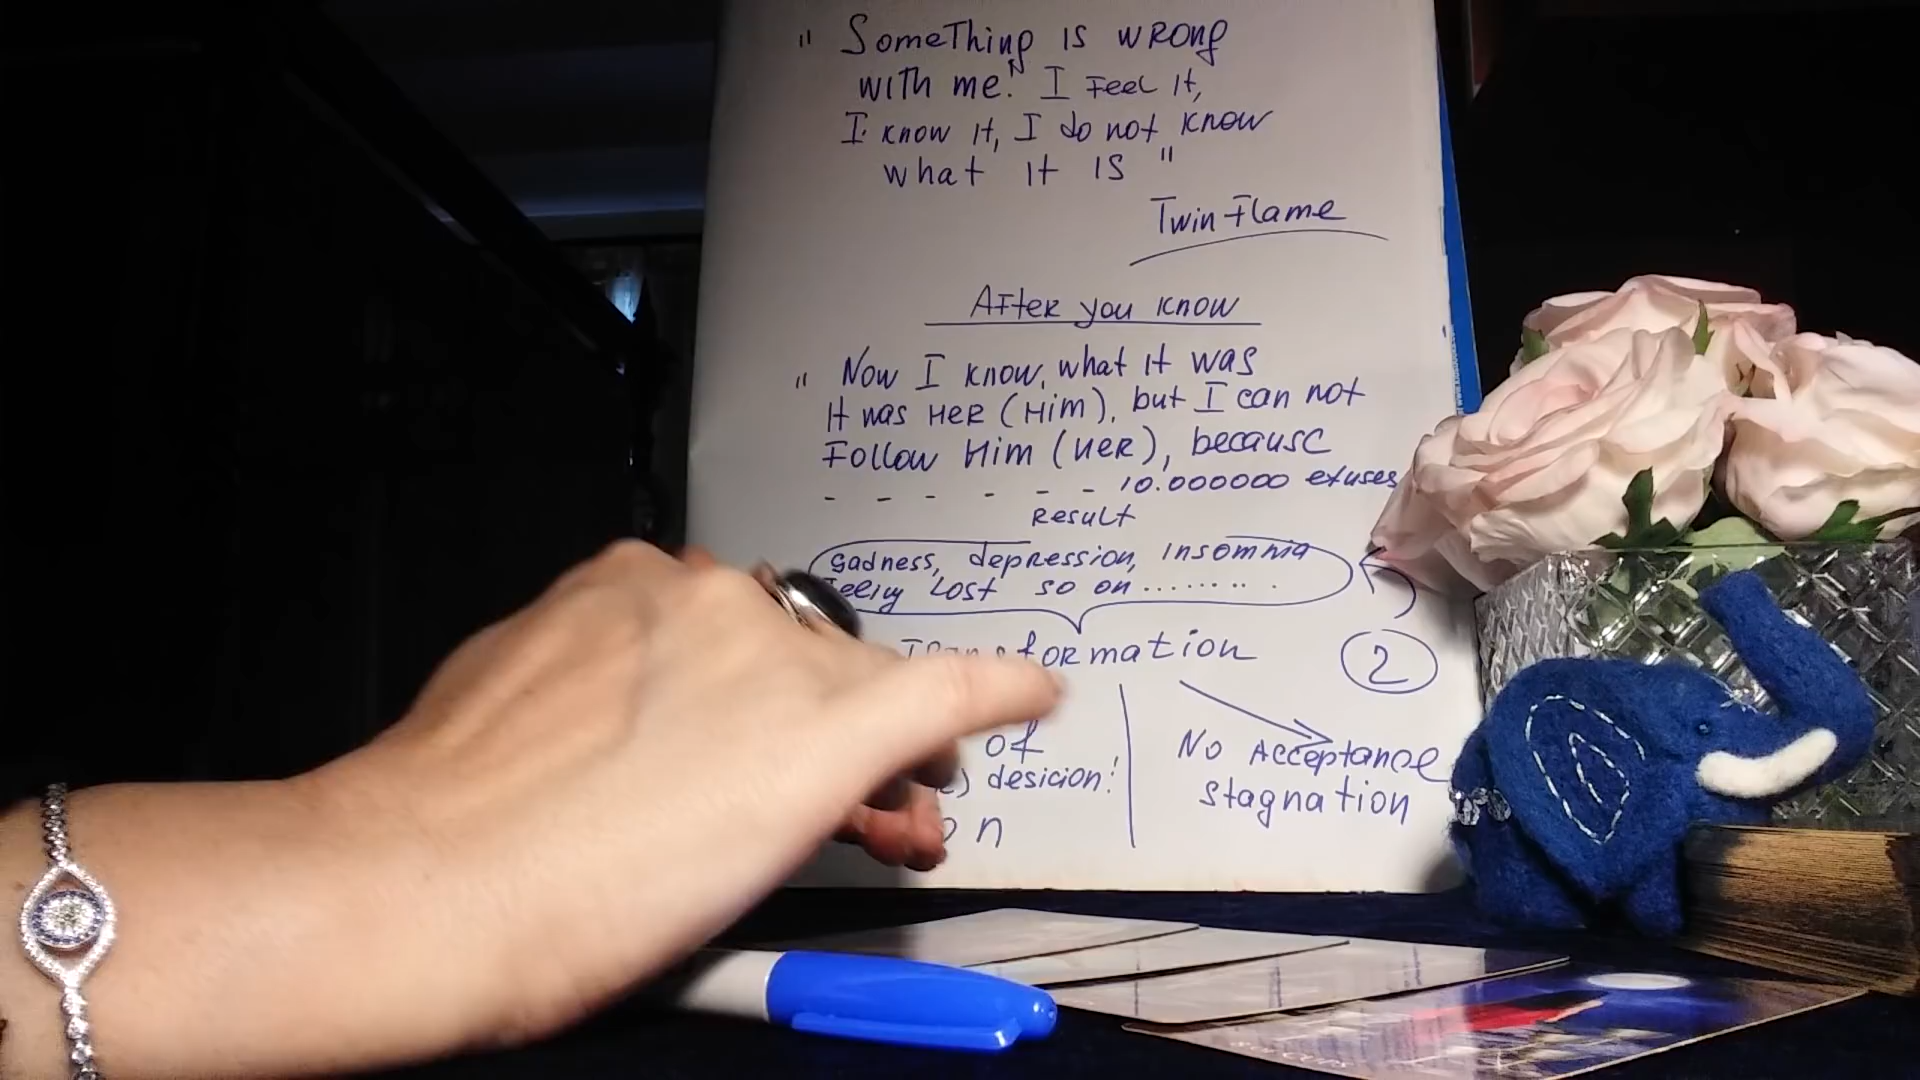 " Something is wrong
with me! I Feel it,
I know it, I do not know
what it is "
Twin Flame
After you know
" Now I know, what it was
It was Her (Him), but I can not
Follow Him (Her), because
- - - - - - 10.000000 exuses
Result
sadness, depression, insomnia
Lost so on ........
Transformation
2
of
desicion!
No Acceptance
stagnation